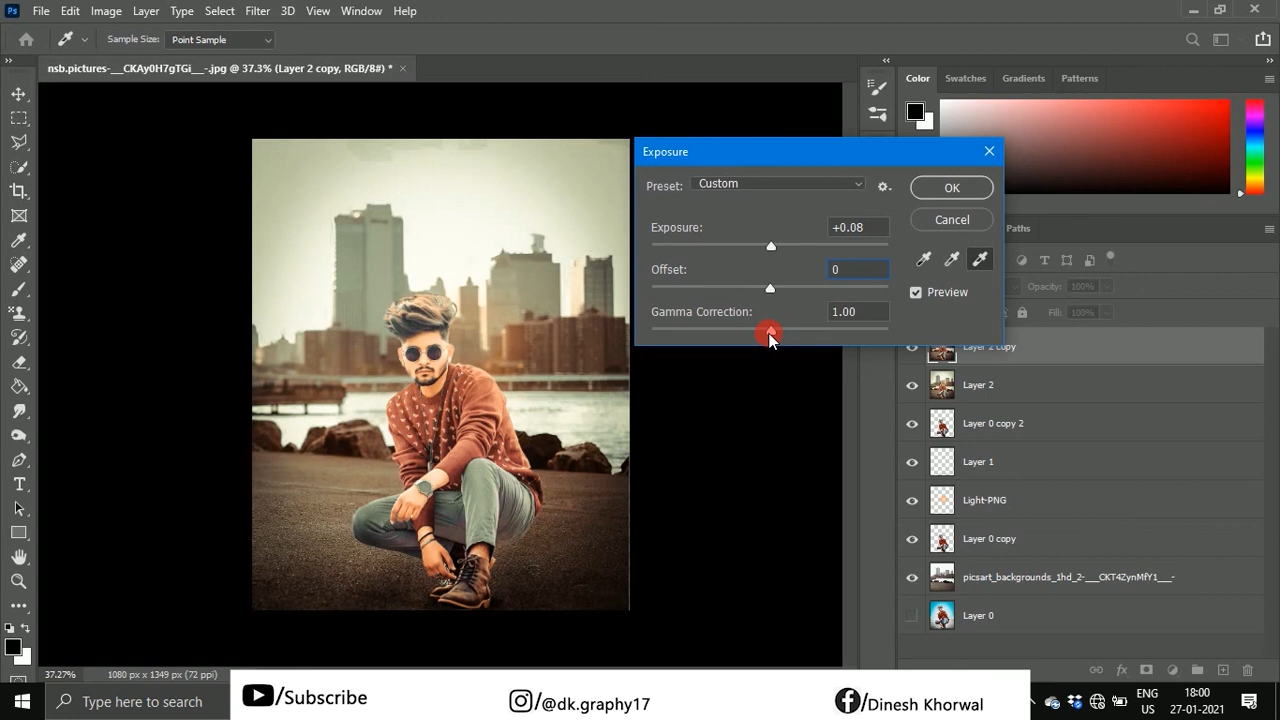 Ps File Edit Image Layer Type Select Filter 3D View Window Help
Sample Size: Point Sample
nsb.pictures-___CKAy0H7gTGi___-.jpg @ 37.3% (Layer 2 copy, RGB/8#) * ×
Color Swatches Gradients Patterns
Exposure
Preset: Custom
OK
Exposure: +0.08
Cancel
Paths
Offset: 0
Opacity: 100%
Preview
Gamma Correction: 1.00
Fill: 100%
Layer 2 copy
Layer 2
Layer 0 copy 2
Layer 1
Light-PNG
Layer 0 copy
picsart_backgrounds_1hd_2-___CKT4ZynMfY1___-
Layer 0
37.27% 1080 px x 1349 px (72 ppi)
Type here to search
/Subscribe
/@dk.graphy17
/Dinesh Khorwal
ENG
US
18:00
27-01-2021